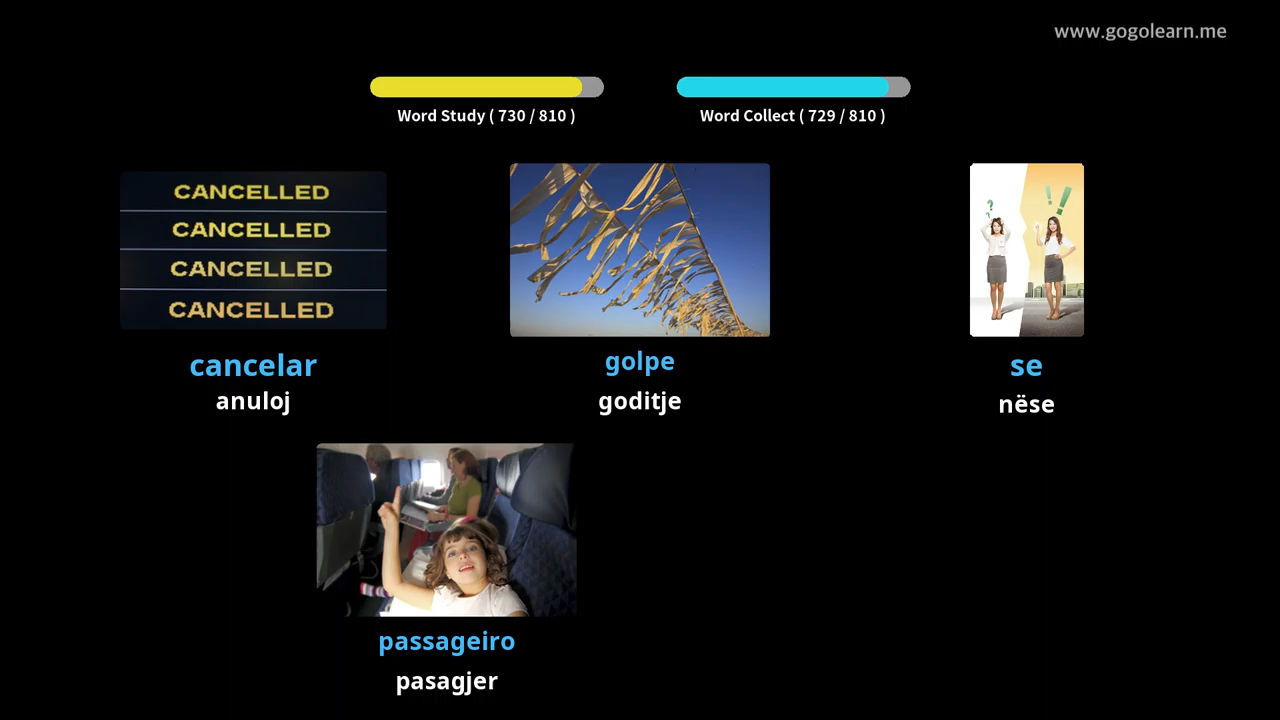 www.gogolearn.me
Word Study ( 730 / 810 )
Word Collect ( 729 / 810 )
CANCELLED
CANCELLED
CANCELLED
CANCELLED
cancelar
anuloj
golpe
goditje
se
nëse
?
!
passageiro
pasagjer